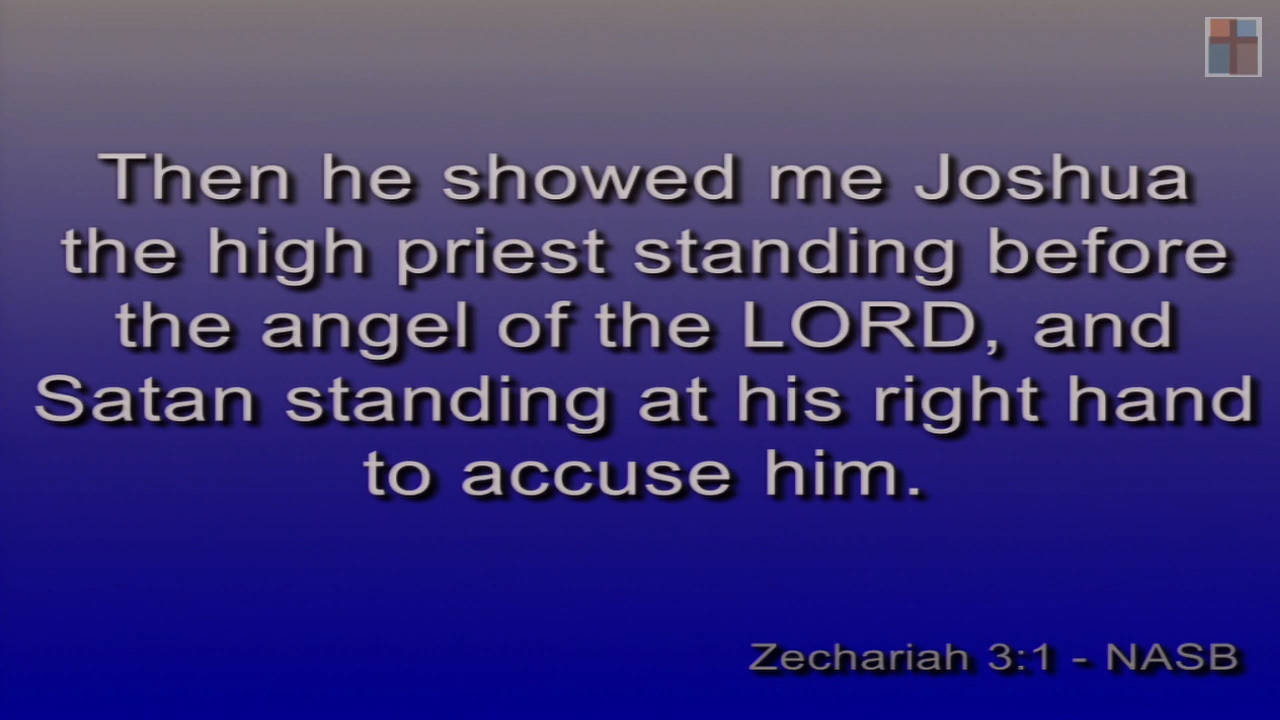 Then he showed me Joshua
the high priest standing before
the angel of the LORD, and
Satan standing at his right hand
to accuse him.
Zechariah 3:1 - NASB